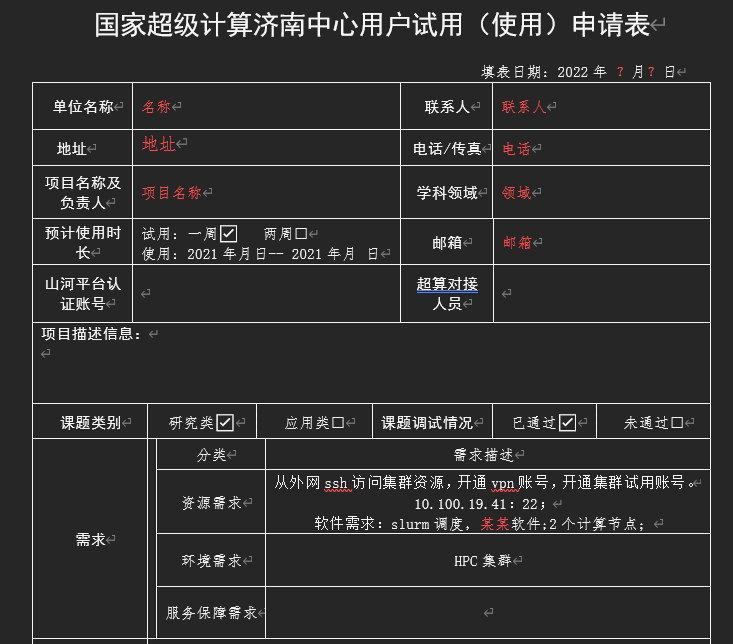 国家超级计算济南中心用户试用（使用）申请表
填表日期：2022 年 ？月？日
单位名称 名称 联系人 联系人
地址 地址 电话/传真 电话
项目名称及
负责人 项目名称 学科领域 领域
预计使用时
长 试用：一周☑ 两周☐
使用：2021 年月日—— 2021 年月 日 邮箱 邮箱
山河平台认
证账号 超算对接
人员
项目描述信息：
课题类别 研究类☑ 应用类☐ 课题调试情况 已通过☑ 未通过☐
需求 分类 需求描述
资源需求 从外网 ssh 访问集群资源，开通 vpn 账号，开通集群试用账号。
10.100.19.41：22；
软件需求：slurm 调度，某某软件;2 个计算节点；
环境需求 HPC 集群
服务保障需求